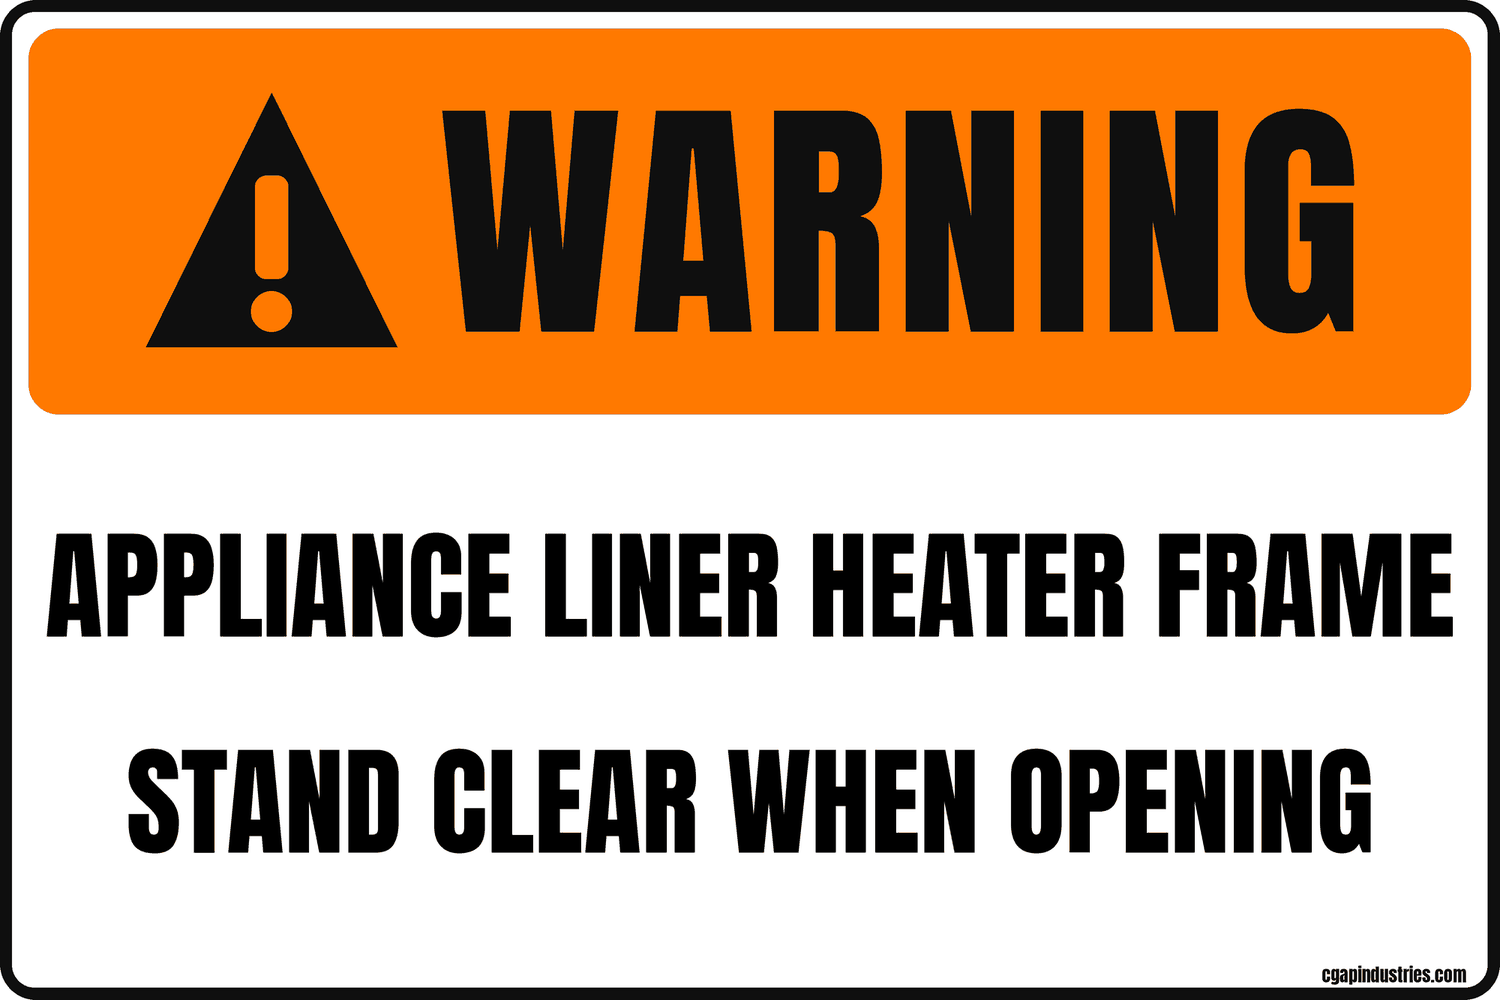 WARNING
APPLIANCE LINER HEATER FRAME
STAND CLEAR WHEN OPENING
cgapindustries.com